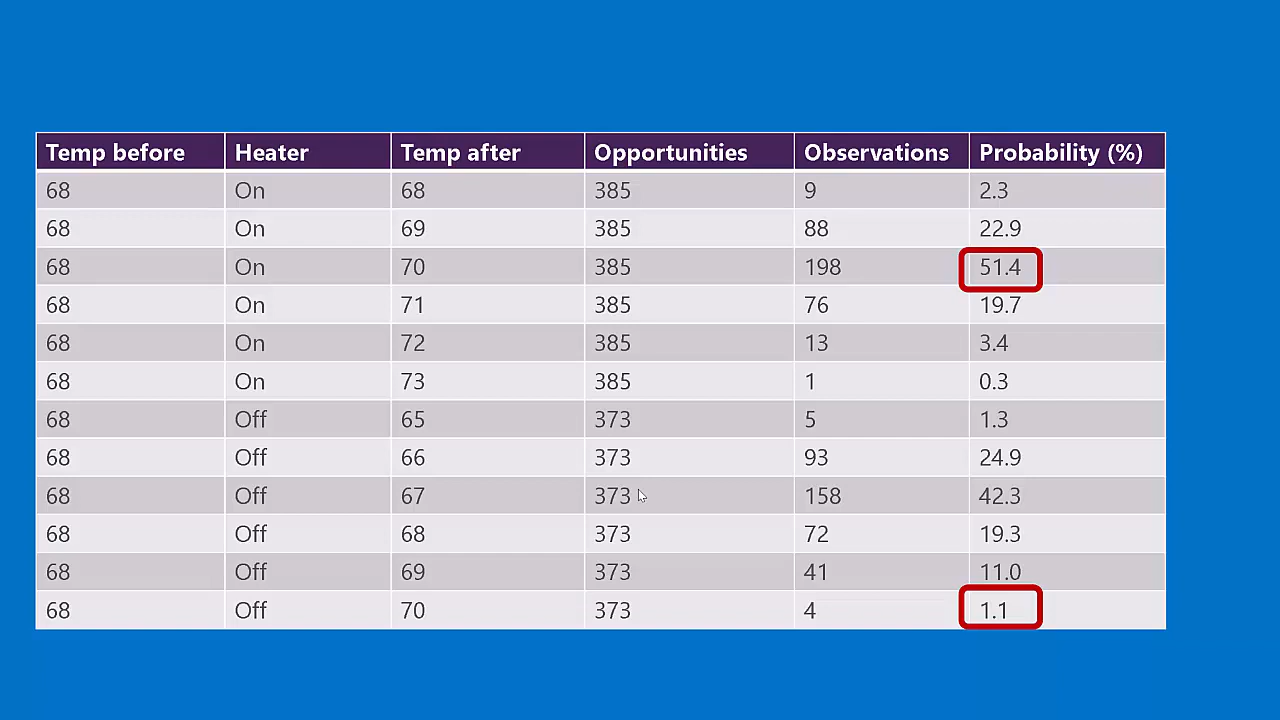 Temp before Heater Temp after Opportunities Observations Probability (%)
68 On 68 385 9 2.3
68 On 69 385 88 22.9
68 On 70 385 198 51.4
68 On 71 385 76 19.7
68 On 72 385 13 3.4
68 On 73 385 1 0.3
68 Off 65 373 5 1.3
68 Off 66 373 93 24.9
68 Off 67 373 158 42.3
68 Off 68 373 72 19.3
68 Off 69 373 41 11.0
68 Off 70 373 4 1.1